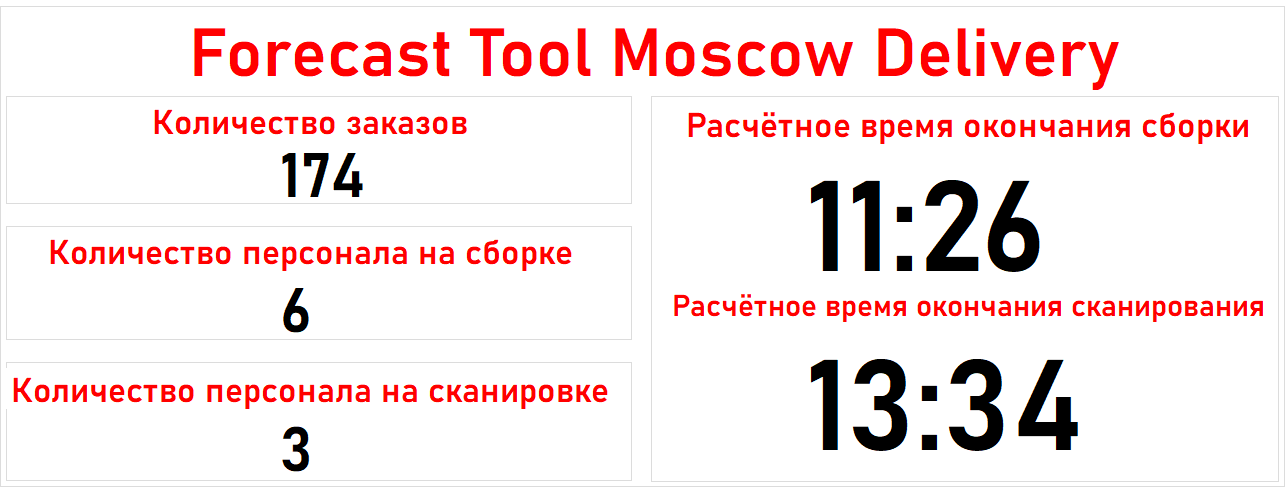 Forecast Tool Moscow Delivery
Количество заказов
174
Количество персонала на сборке
6
Количество персонала на сканировке
3
Расчётное время окончания сборки
11:26
Расчётное время окончания сканирования
13:34